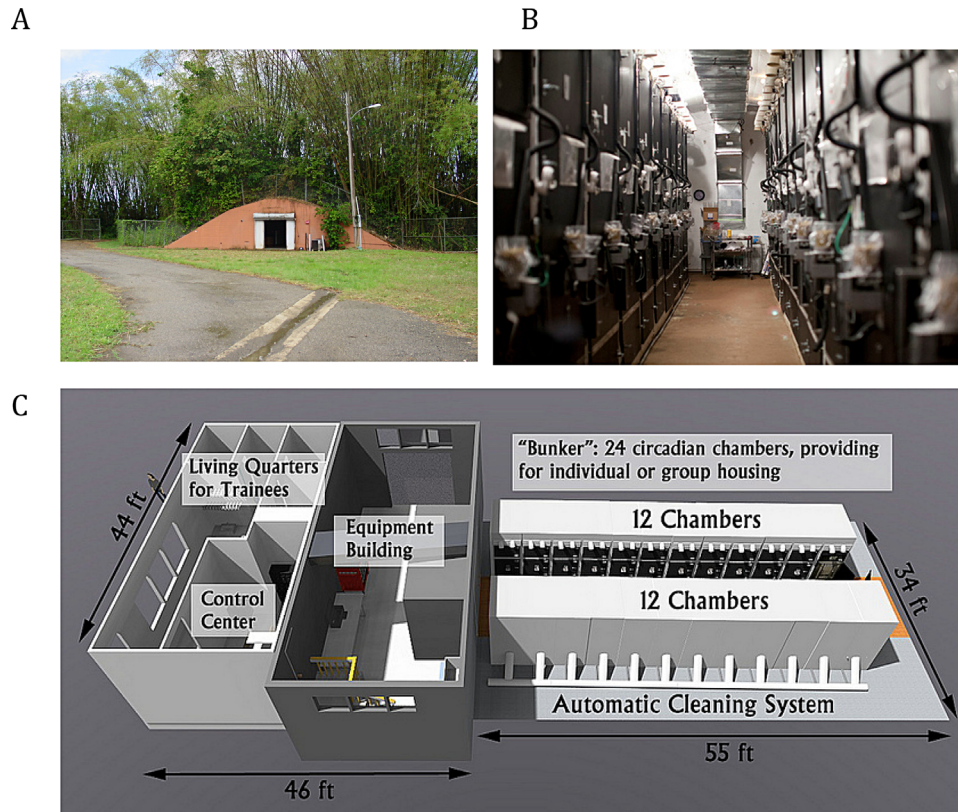 A
B
C
Living Quarters
for Trainees
"Bunker": 24 circadian chambers, providing
for individual or group housing
44 ft
Equipment
Building
12 Chambers
34 ft
Control
Center
12 Chambers
Automatic Cleaning System
46 ft
55 ft